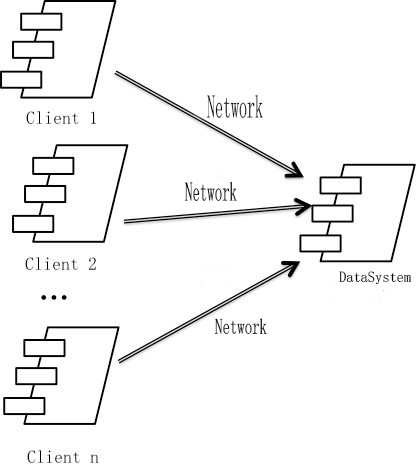 Client 1
Network
Network
Client 2
DataSystem
...
Network
Client n